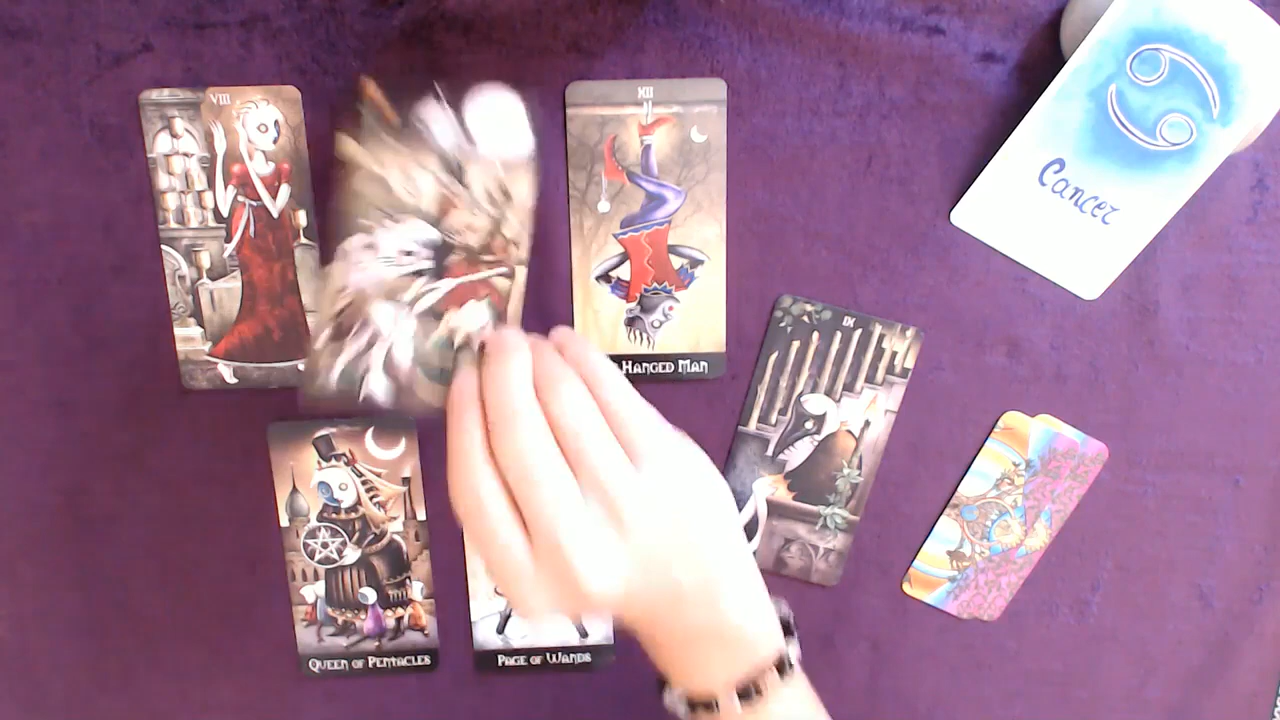 VIII
XII
Hanged Man
Cancer
IX
Queen of Pentacles
Page of Wands